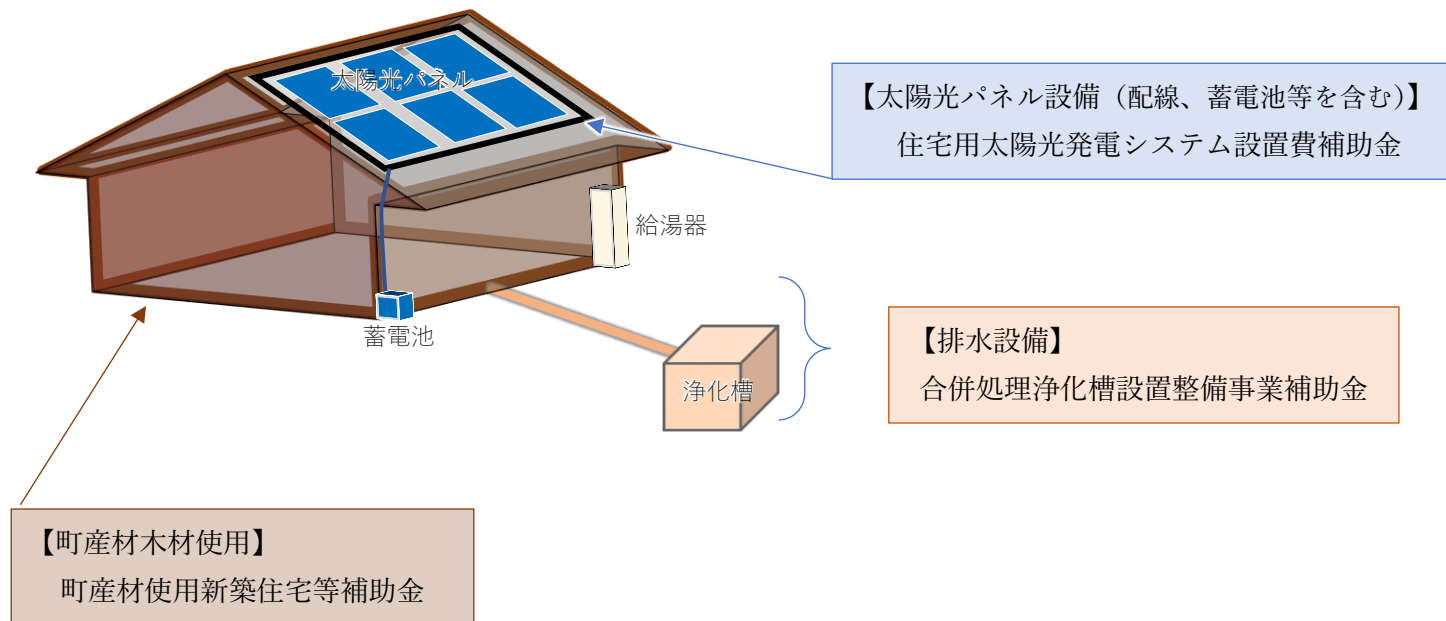 太陽光パネル
【太陽光パネル設備（配線、蓄電池等を含む）】
住宅用太陽光発電システム設置費補助金
給湯器
蓄電池
浄化槽
【排水設備】
合併処理浄化槽設置整備事業補助金
【町産材木材使用】
町産材使用新築住宅等補助金